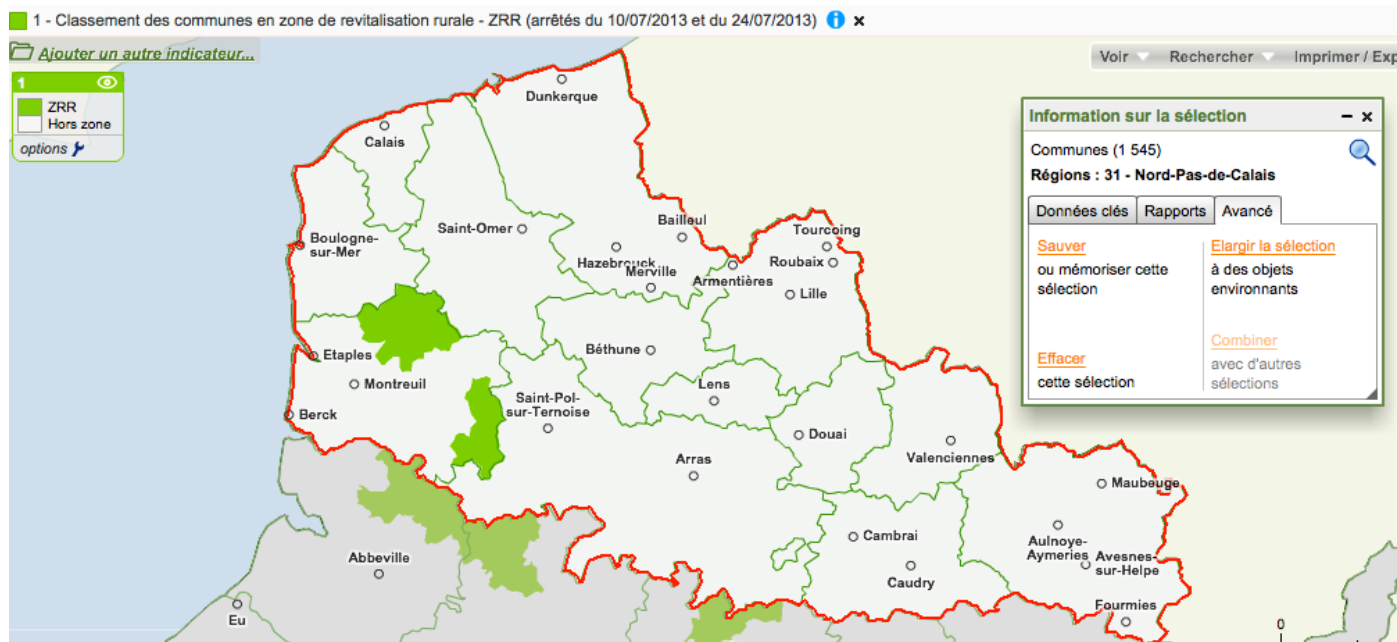 1 - Classement des communes en zone de revitalisation rurale - ZRR (arrêtés du 10/07/2013 et du 24/07/2013)
Ajouter un autre indicateur...
Voir
Rechercher
Imprimer / Exp
1
ZRR
Hors zone
options
Dunkerque
Calais
Information sur la sélection
Communes (1 545)
Régions : 31 - Nord-Pas-de-Calais
Données clés
Rapports
Avancé
Sauver
ou mémoriser cette
sélection
Elargir la sélection
à des objets
environnants
Effacer
cette sélection
Combiner
avec d'autres
sélections
Boulogne-
sur-Mer
Saint-Omer
Bailleul
Hazebrouck
Merville
Armentières
Tourcoing
Roubaix
Lille
Etaples
Montreuil
Béthune
Lens
Berck
Saint-Pol-
sur-Ternoise
Douai
Arras
Valenciennes
Maubeuge
Cambrai
Caudry
Aulnoye-
Aymeries
Avesnes-
sur-Helpe
Fourmies
Abbeville
Eu
0